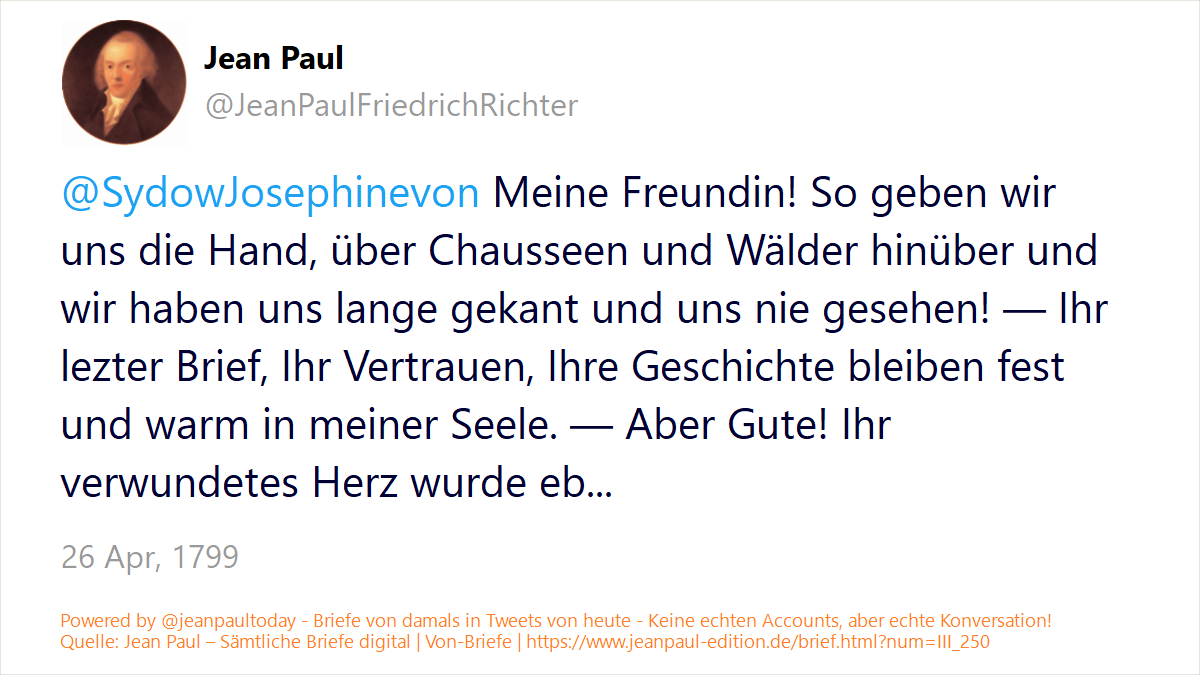 Jean Paul
@JeanPaulFriedrichRichter
@SydowJosephinevon Meine Freundin! So geben wir
uns die Hand, über Chausseen und Wälder hinüber und
wir haben uns lange gekant und uns nie gesehen! — Ihr
lezter Brief, Ihr Vertrauen, Ihre Geschichte bleiben fest
und warm in meiner Seele. — Aber Gute! Ihr
verwundetes Herz wurde eb...
26 Apr, 1799
Powered by @jeanpaultoday - Briefe von damals in Tweets von heute - Keine echten Accounts, aber echte Konversation!
Quelle: Jean Paul – Sämtliche Briefe digital | Von-Briefe | https://www.jeanpaul-edition.de/brief.html?num=III_250